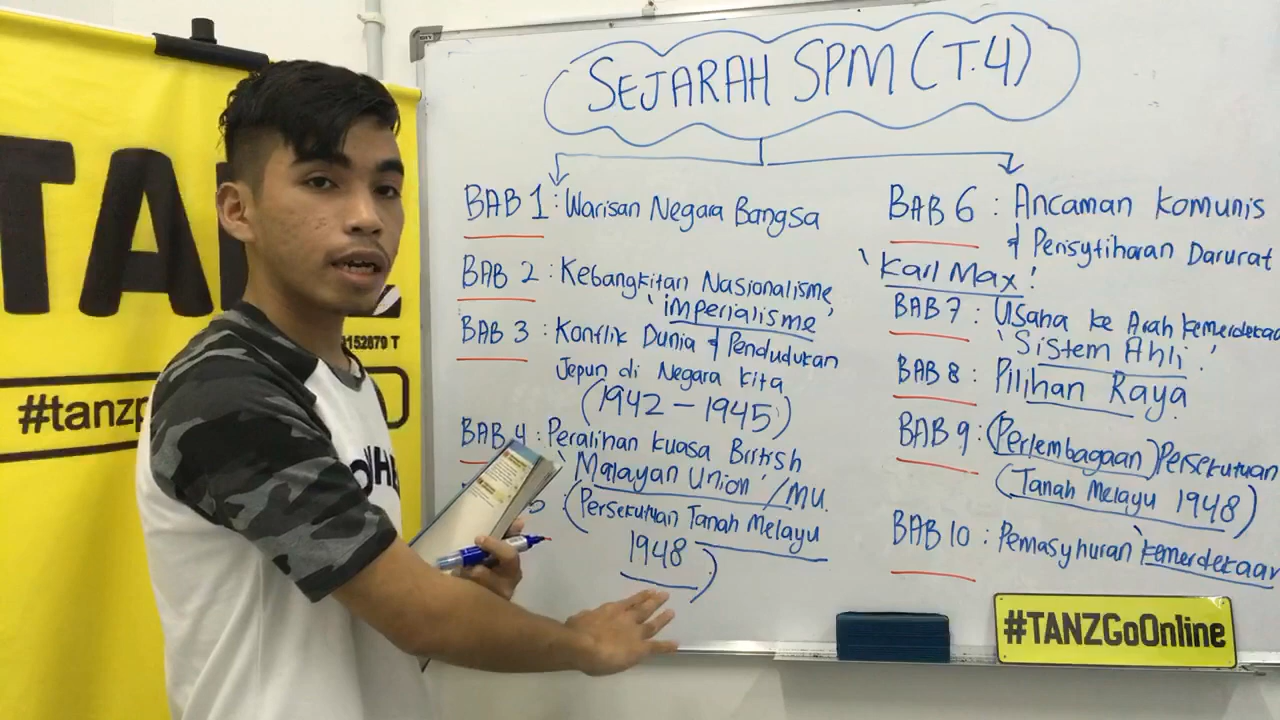 SEJARAH SPM (T.4)
BAB 1 : Warisan Negara Bangsa
BAB 2 : Kebangkitan Nasionalisme
'imperialisme'
BAB 3 : Konflik Dunia & Pendudukan
Jepun di Negara Kita
(1942 - 1945)
BAB 4 : Peralihan Kuasa British
'Malayan Union' / MU.
(Persekutuan Tanah Melayu
1948)
BAB 6 : Ancaman Komunis
& Perisytiharan Darurat
'Karl Max'
BAB 7 : Usaha ke Arah Kemerdekaan
'Sistem Ahli'
BAB 8 : Pilihan Raya
BAB 9 : (Perlembagaan) Persekutuan
(Tanah Melayu 1948)
BAB 10 : Pemasyhuran 'Kemerdekaan
#TANZGoOnline
TA
152870 T
#tanzp